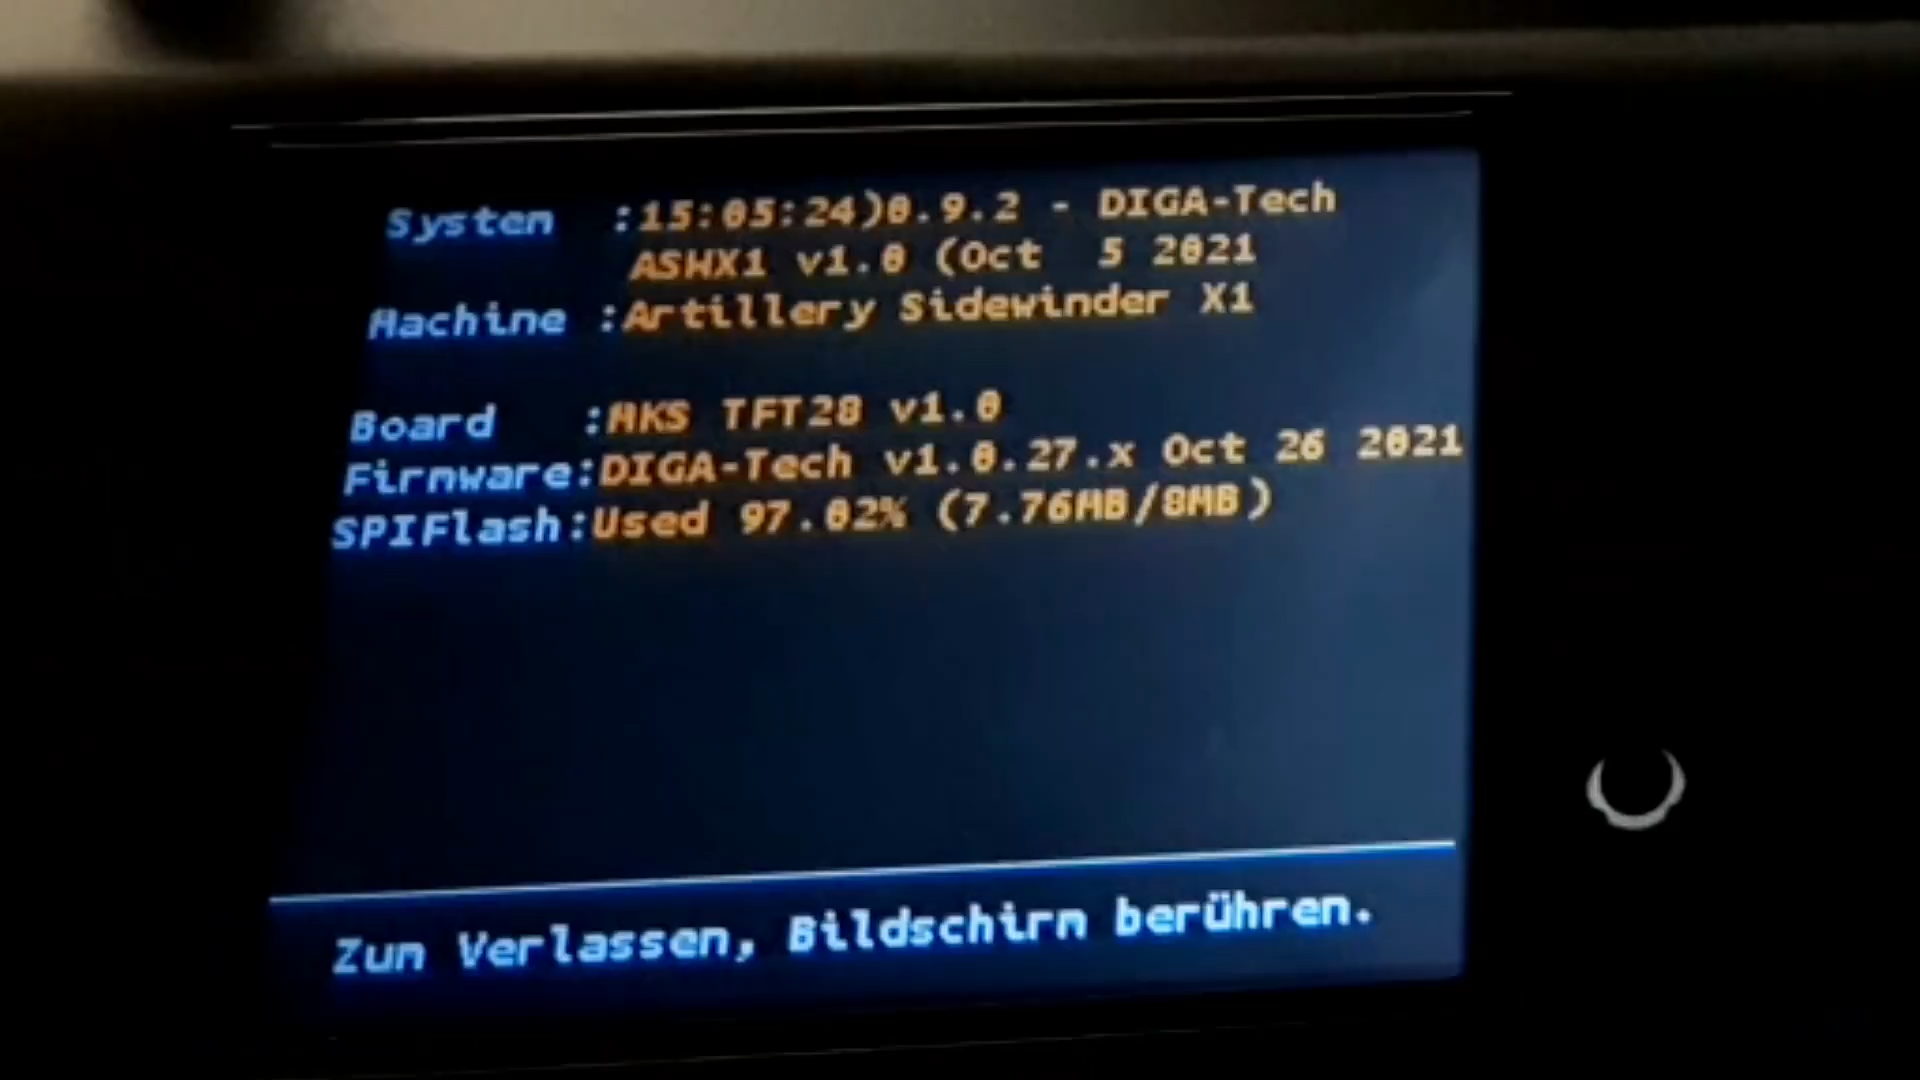 System :15:05:24)0.9.2 - DIGA-Tech
ASWX1 v1.0 (Oct 5 2021
Machine :Artillery Sidewinder X1
Board :MKS TFT28 v1.0
Firmware:DIGA-Tech v1.0.27.x Oct 26 2021
SPIFlash:Used 97.02% (7.76MB/8MB)
Zum Verlassen, Bildschirm berühren.